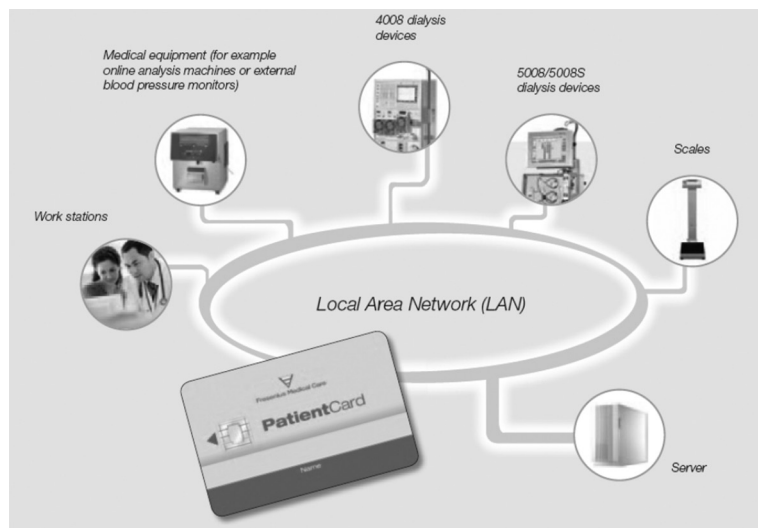 4008 dialysis
devices
Medical equipment (for example
online analysis machines or external
blood pressure monitors)
5008/5008S
dialysis devices
Scales
Work stations
Local Area Network (LAN)
Fresenius Medical Care
PatientCard
Name
Server